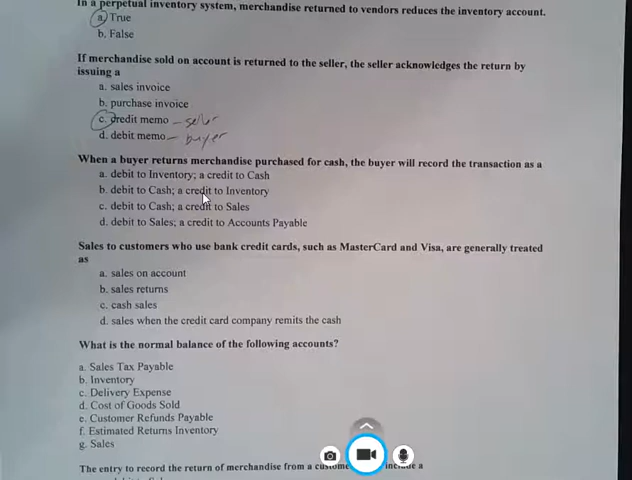 In a perpetual inventory system, merchandise returned to vendors reduces the inventory account.
a. True
b. False
If merchandise sold on account is returned to the seller, the seller acknowledges the return by
issuing a
a. sales invoice
b. purchase invoice
c. credit memo - seller
d. debit memo - buyer
When a buyer returns merchandise purchased for cash, the buyer will record the transaction as a
a. debit to Inventory; a credit to Cash
b. debit to Cash; a credit to Inventory
c. debit to Cash; a credit to Sales
d. debit to Sales; a credit to Accounts Payable
Sales to customers who use bank credit cards, such as MasterCard and Visa, are generally treated
as
a. sales on account
b. sales returns
c. cash sales
d. sales when the credit card company remits the cash
What is the normal balance of the following accounts?
a. Sales Tax Payable
b. Inventory
c. Delivery Expense
d. Cost of Goods Sold
e. Customer Refunds Payable
f. Estimated Returns Inventory
g. Sales
The entry to record the return of merchandise from a a